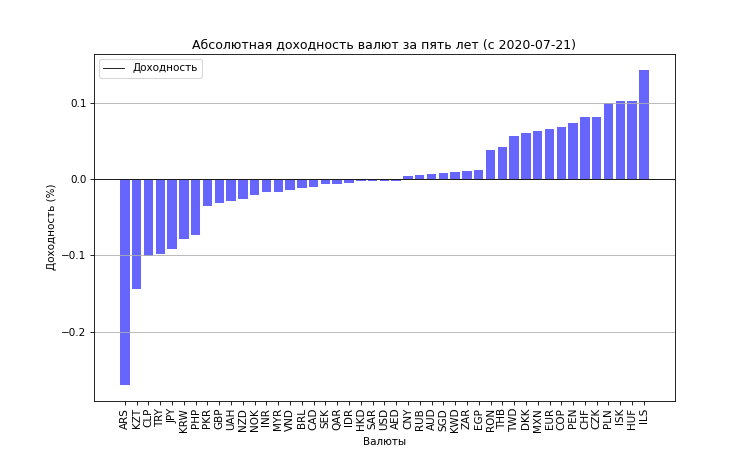 Абсолютная доходность валют за пять лет (с 2020-07-21)
Доходность
Доходность (%)
0.1
0.0
−0.1
−0.2
ARS KZT CLP TRY JPY KRW PHP PKR GBP UAH NZD NOK INR MYR VND BRL CAD SEK QAR IDR HKD SAR USD AED CNY RUB AUD SGD KWD ZAR EGP RON THB TWD DKK MXN EUR COP PEN CHF CZK PLN ISK HUF ILS
Валюты